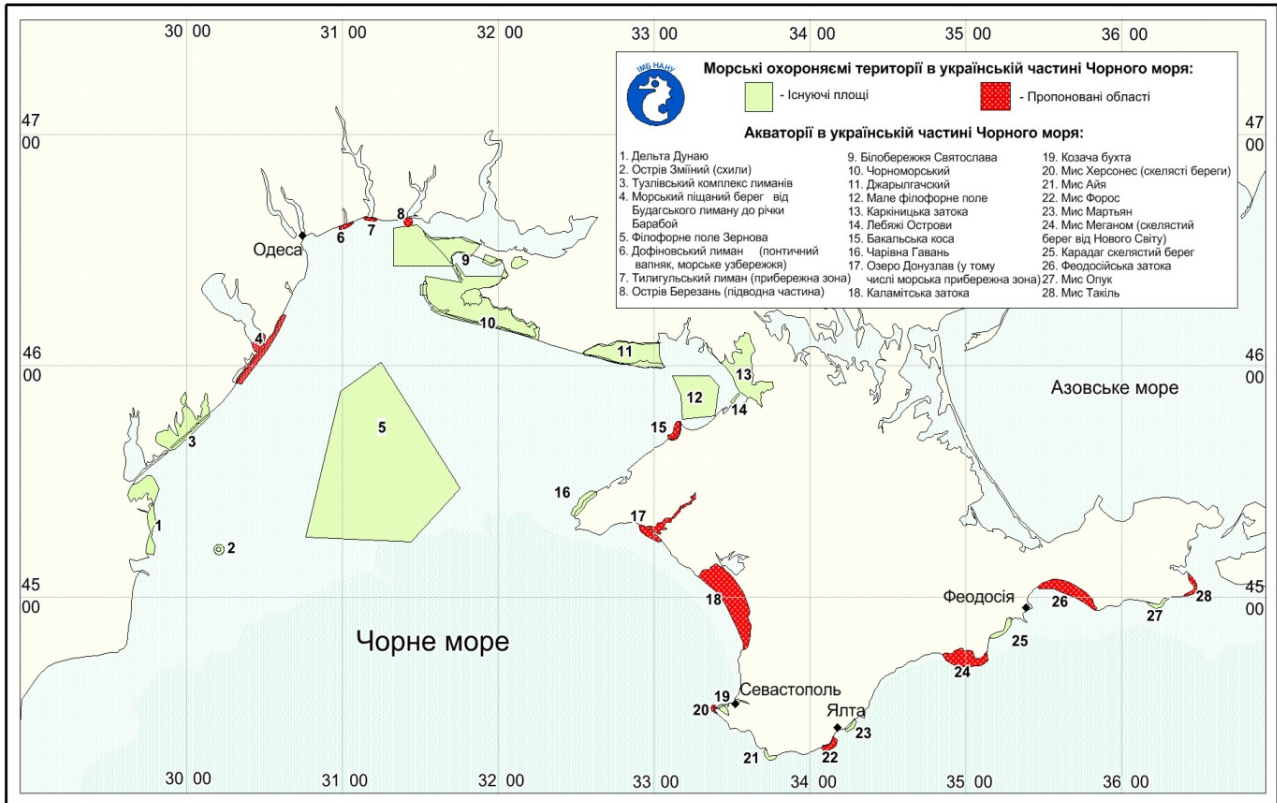 30 00 31 00 32 00 33 00 34 00 35 00 36 00
ІМБ НАНУ
Морські охороняємі території в українській частині Чорного моря:
- Існуючі площі
- Пропоновані області
Акваторії в українській частині Чорного моря:
1. Дельта Дунаю
2. Острів Зміїний (схили)
3. Тузлівський комплекс лиманів
4. Морський піщаний берег від
Будагського лиману до річки
Барабой
5. Філофорне поле Зернова
6. Дофіновський лиман (понтичний
вапняк, морське узбережжя)
7. Тилигульський лиман (прибережна зона)
8. Острів Березань (підводна частина)
9. Білобережжя Святослава
10. Чорноморський
11. Джарылгачский
12. Мале філофорне поле
13. Каркініцька затока
14. Лебяжі Острови
15. Бакальська коса
16. Чарівна Гавань
17. Озеро Донузлав (у тому
числі морська прибережна зона)
18. Каламітська затока
19. Козача бухта
20. Мис Херсонес (скелясті береги)
21. Мис Айя
22. Мис Форос
23. Мис Мартьян
24. Мис Меганом (скелястий
берег від Нового Світу)
25. Карадаг скелястий берег
26. Феодосійська затока
27. Мис Опук
28. Мис Такіль
47
00
47
00
8
7
6
Одеса
9
10
4
11
46
00
46
00
13
Азовське море
12
14
5
15
3
16
17
1
2
45
00
45
00
18
Феодосія
26
28
27
25
Чорне море
24
19
Севастополь
20
Ялта
23
22
21
30 00 31 00 32 00 33 00 34 00 35 00 36 00